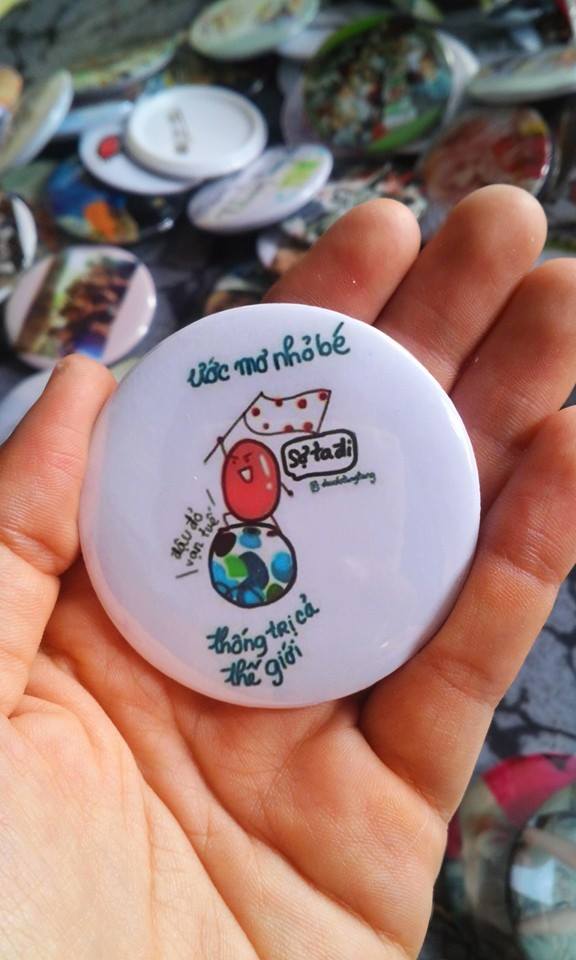 ước mơ nhỏ bé
Sợ ta đi
đậu đỏ
vạn tuế
thống trị cả
thế giới